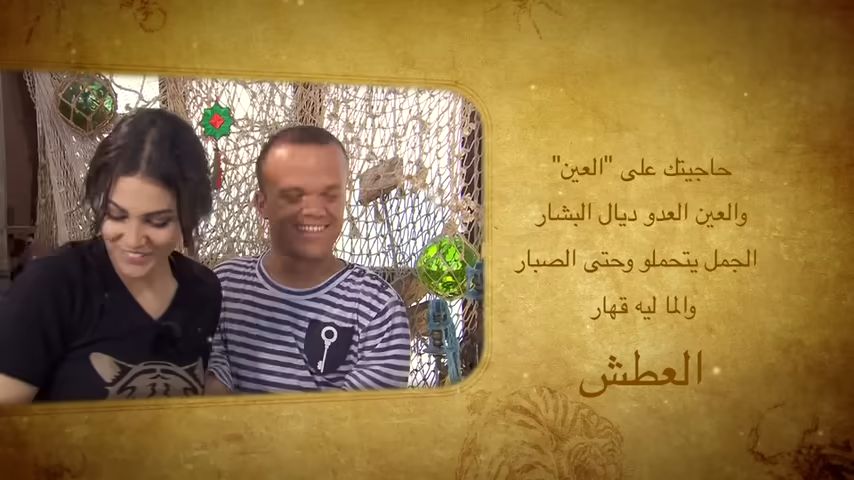 حاجيتك على "العين"
والعين العدو ديال البشار
الجمل يتحملو وحتى الصبار
والما ليه قهار
العطش